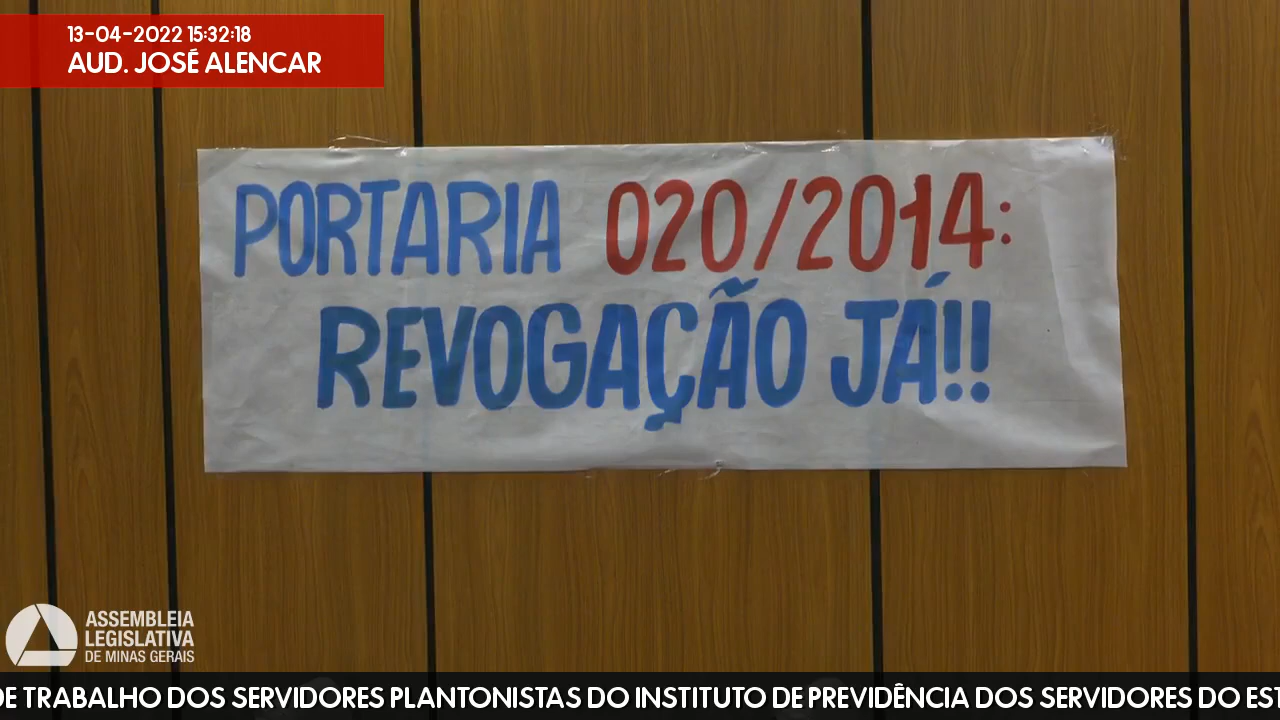 13-04-2022 15:32:18
AUD. JOSÉ ALENCAR
PORTARIA 020/2014:
REVOGAÇÃO JÁ!!
ASSEMBLEIA
LEGISLATIVA
DE MINAS GERAIS
DE TRABALHO DOS SERVIDORES PLANTONISTAS DO INSTITUTO DE PREVIDÊNCIA DOS SERVIDORES DO